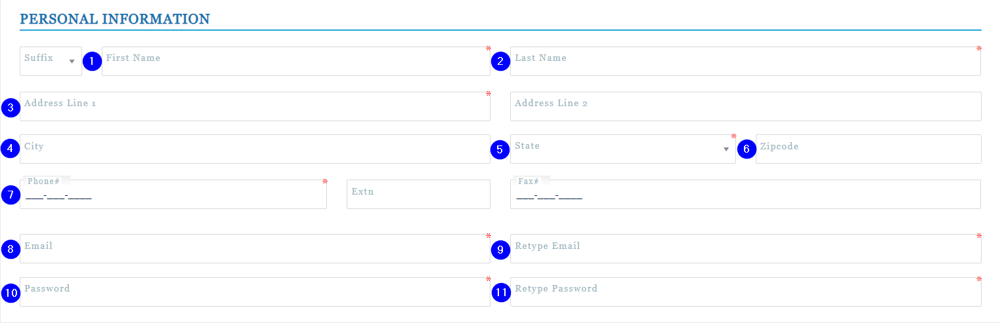 PERSONAL INFORMATION
Suffix 1 First Name * 2 Last Name *
3 Address Line 1 * Address Line 2
4 City 5 State * 6 Zipcode
Phone# * Fax#
7 ___-___-____ Extn ___-___-____
8 Email * 9 Retype Email *
10 Password * 11 Retype Password *